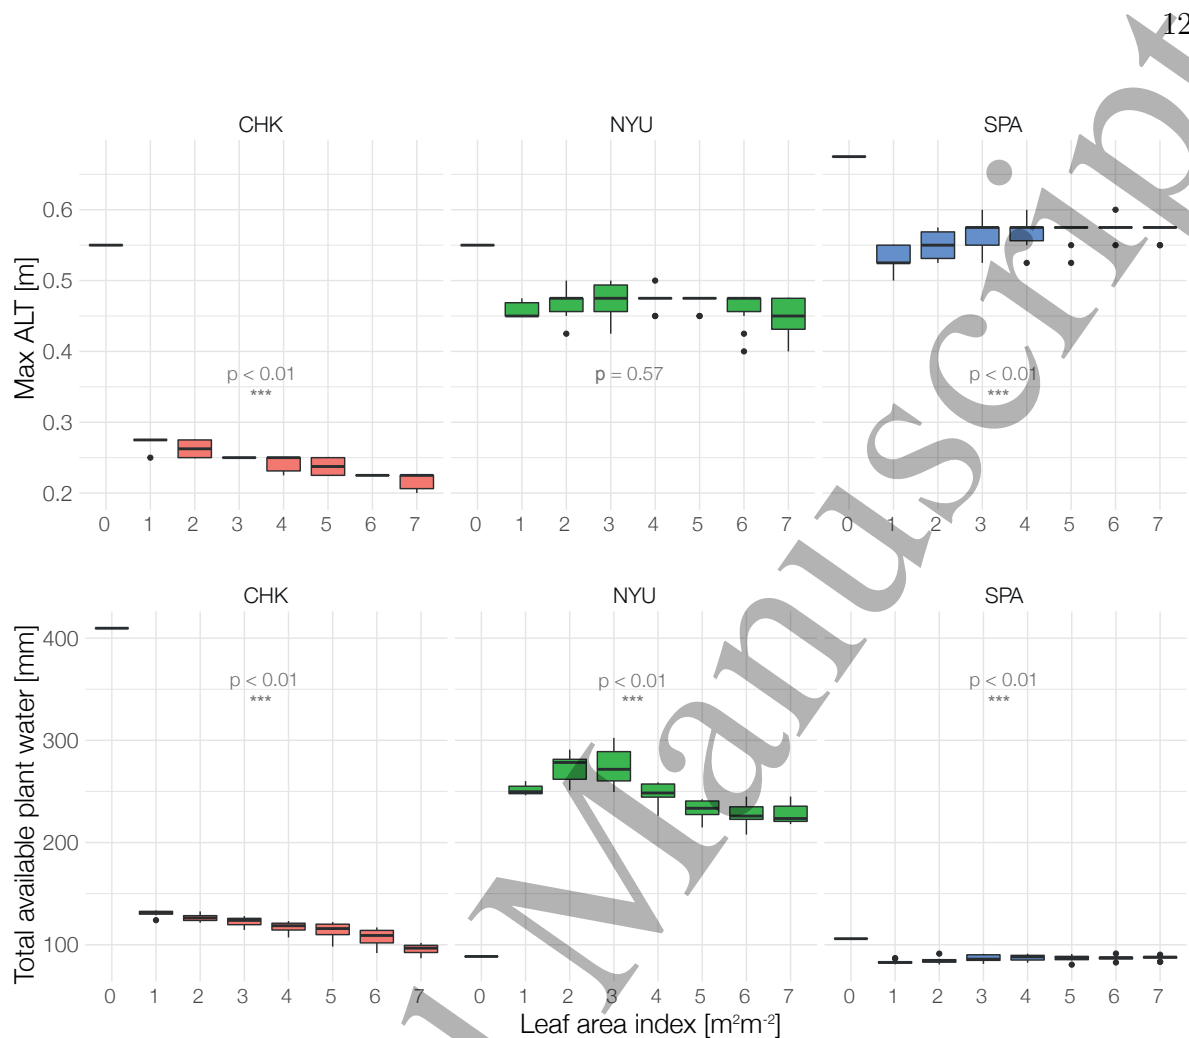 12
CHK NYU SPA
Max ALT [m]
0.6
0.5
0.4
0.3
0.2
p < 0.01
***
p = 0.57
p < 0.01
***
0 1 2 3 4 5 6 7 0 1 2 3 4 5 6 7 0 1 2 3 4 5 6 7
CHK NYU SPA
Total available plant water [mm]
400
300
200
100
p < 0.01
***
p < 0.01
***
p < 0.01
***
0 1 2 3 4 5 6 7 0 1 2 3 4 5 6 7 0 1 2 3 4 5 6 7
Leaf area index [m²m⁻²]
Manuscript